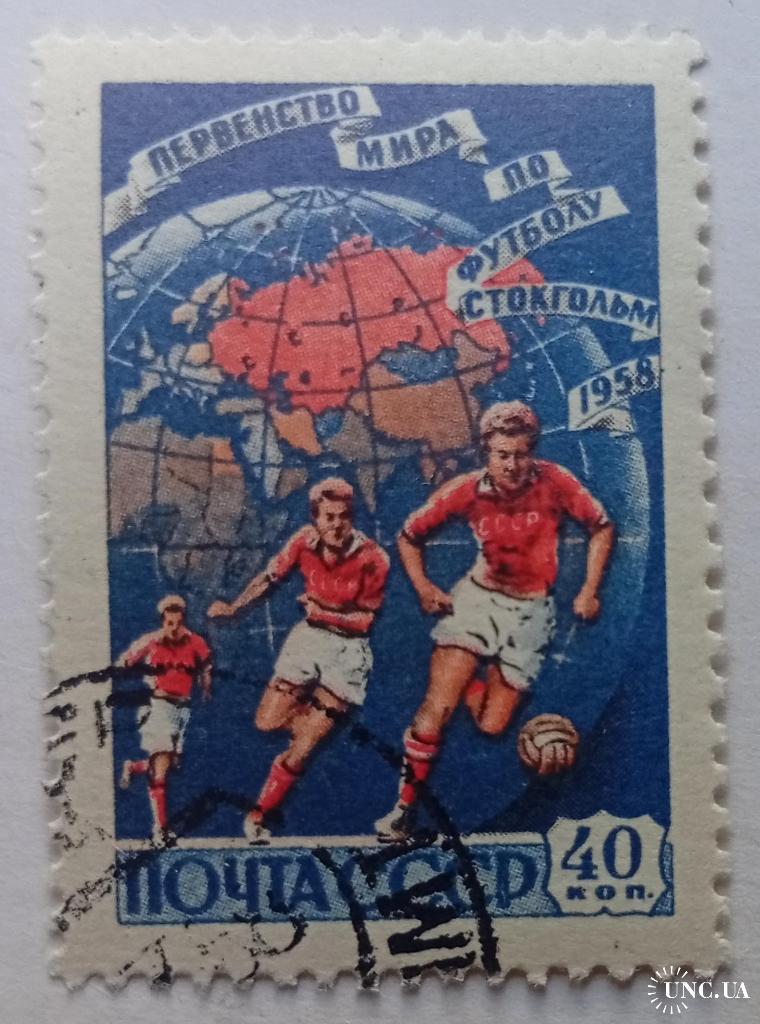 ПЕРВЕНСТВО
МИРА
ПО
ФУТБОЛУ
СТОКГОЛЬМ
1958
С С С Р
СССР
СССР
ПОЧТА СССР
40
КОП.
UNC.UA